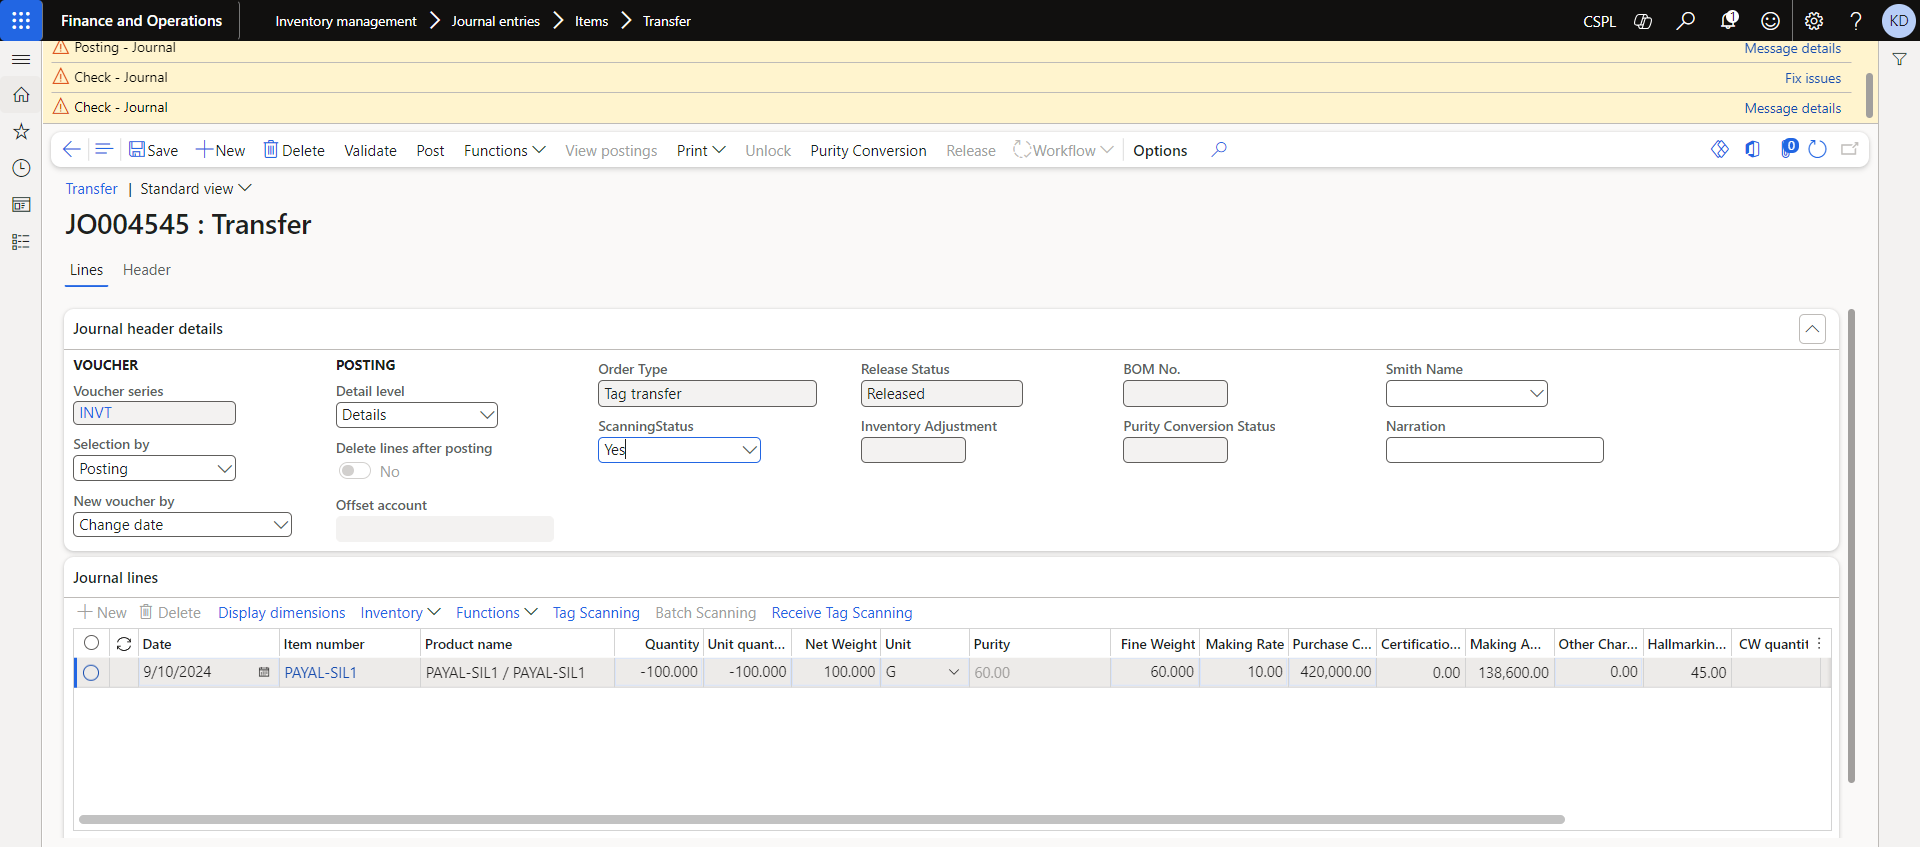 Finance and Operations
Inventory management Journal entries Items Transfer
CSPL
1
KD
Posting - Journal
Message details
Check - Journal
Fix issues
Check - Journal
Message details
Save New Delete Validate Post Functions View postings Print Unlock Purity Conversion Release Workflow Options
0
Transfer | Standard view
JO004545 : Transfer
Lines Header
Journal header details
VOUCHER
Voucher series
INVT
Selection by
Posting
New voucher by
Change date
POSTING
Detail level
Details
Delete lines after posting
No
Offset account
Order Type
Tag transfer
ScanningStatus
Yes
Release Status
Released
Inventory Adjustment
BOM No.
Purity Conversion Status
Smith Name
Narration
Journal lines
New Delete Display dimensions Inventory Functions Tag Scanning Batch Scanning Receive Tag Scanning
Date Item number Product name Quantity Unit quant... Net Weight Unit Purity Fine Weight Making Rate Purchase C... Certificatio... Making A... Other Char... Hallmarkin... CW quantit
9/10/2024 PAYAL-SIL1 PAYAL-SIL1 / PAYAL-SIL1 -100.000 -100.000 100.000 G 60.00 60.000 10.00 420,000.00 0.00 138,600.00 0.00 45.00